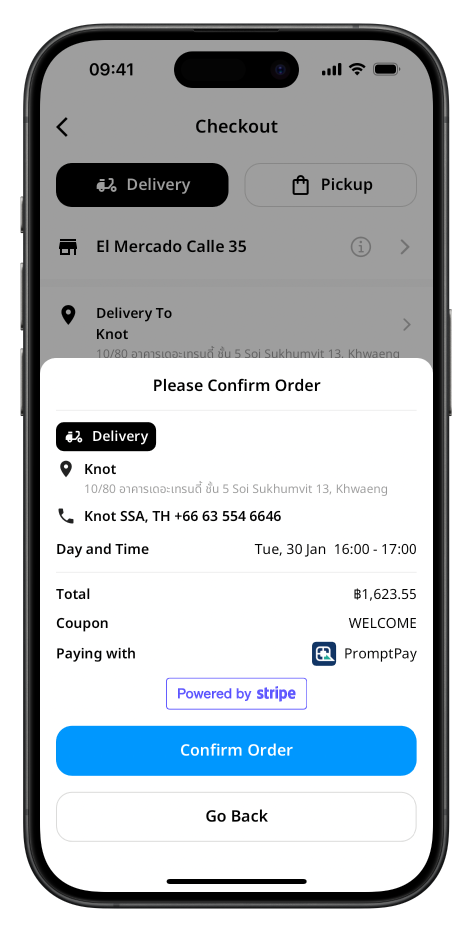 09:41
Checkout
Delivery
Pickup
El Mercado Calle 35
Delivery To
Knot
10/80 อาคารเดอะเทรนดี้ ชั้น 5 Soi Sukhumvit 13, Khwaeng
Please Confirm Order
Delivery
Knot
10/80 อาคารเดอะเทรนดี้ ชั้น 5 Soi Sukhumvit 13, Khwaeng
Knot SSA, TH +66 63 554 6646
Day and Time Tue, 30 Jan 16:00 - 17:00
Total ฿1,623.55
Coupon WELCOME
Paying with PromptPay
Powered by stripe
Confirm Order
Go Back